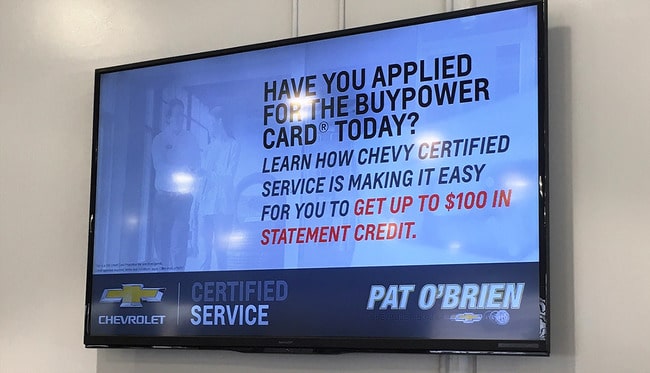 HAVE YOU APPLIED
FOR THE BUYPOWER
CARD® TODAY?
LEARN HOW CHEVY CERTIFIED
SERVICE IS MAKING IT EASY
FOR YOU TO GET UP TO $100 IN
STATEMENT CREDIT.
CHEVROLET
CERTIFIED
SERVICE
PAT O'BRIEN